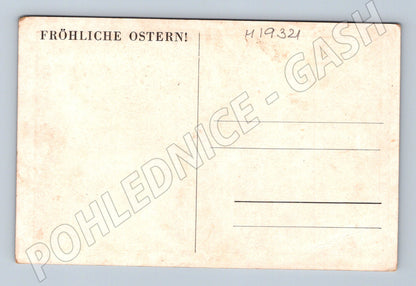 FRÖHLICHE OSTERN!
H19321
POHLEDNICE - GASH